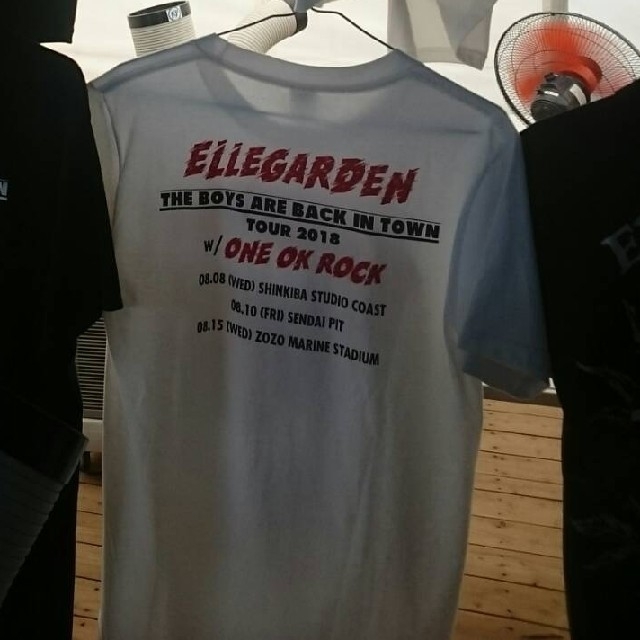 ELLEGARDEN
THE BOYS ARE BACK IN TOWN
TOUR 2018
w/ ONE OK ROCK
08.08 (WED) SHINKIBA STUDIO COAST
08.10 (FRI) SENDAI PIT
08.15 (WED) ZOZO MARINE STADIUM